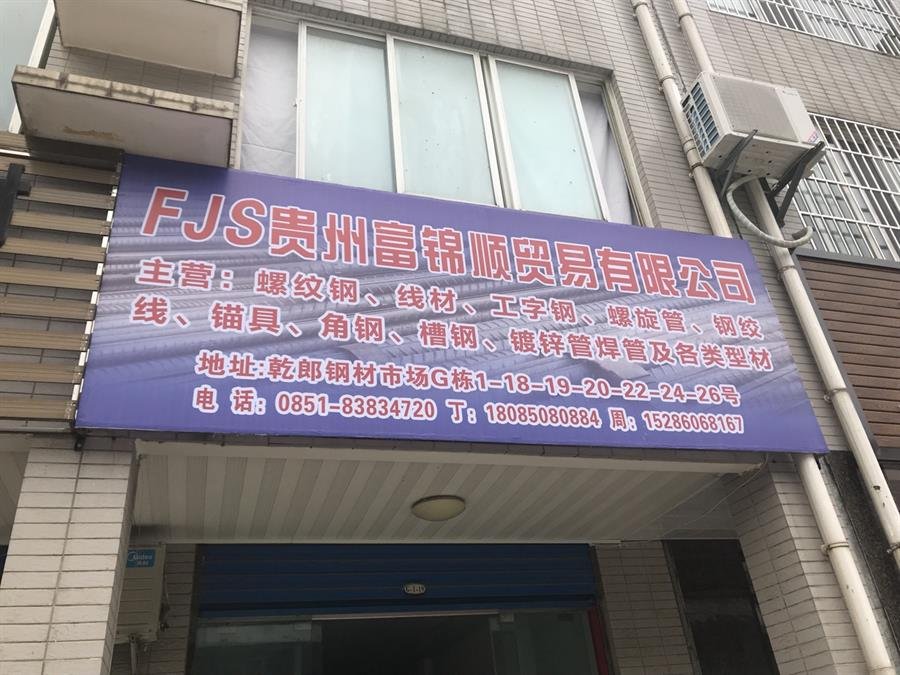 FJS贵州富锦顺贸易有限公司
主营：螺纹钢、线材、工字钢、螺旋管、钢绞
线、锚具、角钢、槽钢、镀锌管焊管及各类型材
地址:乾郎钢材市场G栋1-18-19-20-22-24-26号
电 话：0851-83834720 丁：18085080884 周：15286068167
Midea